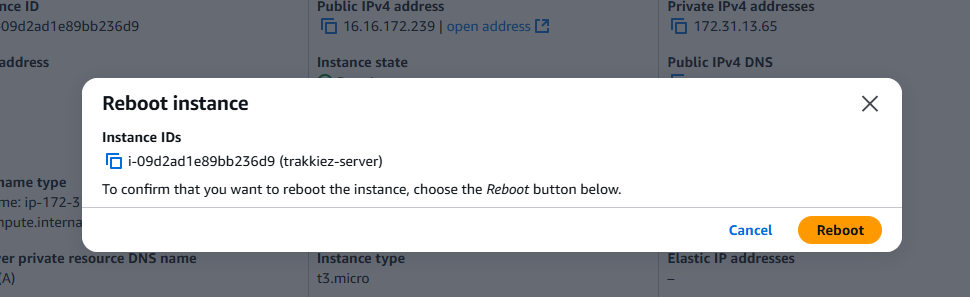 nce ID
Public IPv4 address
Private IPv4 addresses
-09d2ad1e89bb236d9
16.16.172.239 | open address
172.31.13.65
address
Instance state
Public IPv4 DNS
Reboot instance
Instance IDs
i-09d2ad1e89bb236d9 (trakkiez-server)
To confirm that you want to reboot the instance, choose the Reboot button below.
Cancel
Reboot
name type
me: ip-172-3
mpute.interna
ver private resource DNS name
Instance type
Elastic IP addresses
(A)
t3.micro
–